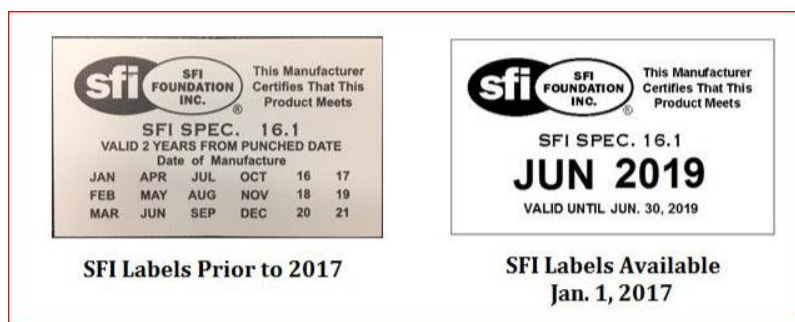 sfi
SFI
FOUNDATION
INC.
®
This Manufacturer
Certifies That This
Product Meets
SFI SPEC. 16.1
VALID 2 YEARS FROM PUNCHED DATE
Date of Manufacture
JAN APR JUL OCT 16 17
FEB MAY AUG NOV 18 19
MAR JUN SEP DEC 20 21
SFI Labels Prior to 2017
sfi
SFI
FOUNDATION
INC.
®
This Manufacturer
Certifies That This
Product Meets
SFI SPEC. 16.1
JUN 2019
VALID UNTIL JUN. 30, 2019
SFI Labels Available
Jan. 1, 2017